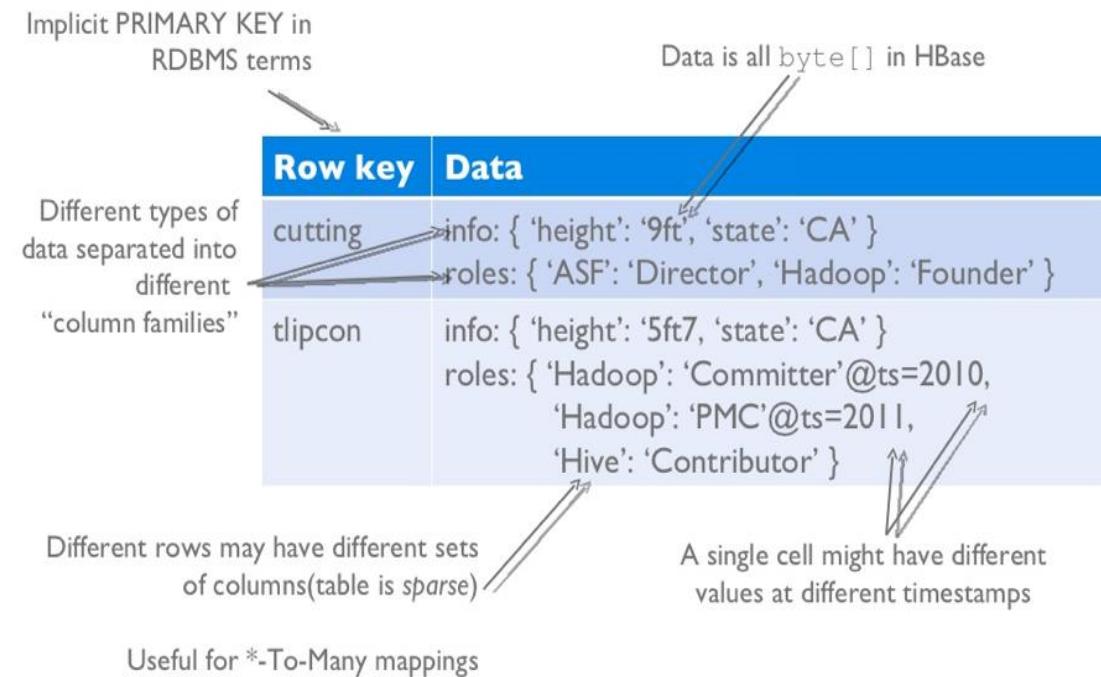 Implicit PRIMARY KEY in
RDBMS terms
Data is all byte[] in HBase
Row key Data
Different types of
data separated into
different
“column families”
cutting info: { ‘height’: ‘9ft’, ‘state’: ‘CA’ }
roles: { ‘ASF’: ‘Director’, ‘Hadoop’: ‘Founder’ }
tlipcon info: { ‘height’: ‘5ft7, ‘state’: ‘CA’ }
roles: { ‘Hadoop’: ‘Committer’@ts=2010,
‘Hadoop’: ‘PMC’@ts=2011,
‘Hive’: ‘Contributor’ }
Different rows may have different sets
of columns(table is sparse)
A single cell might have different
values at different timestamps
Useful for *-To-Many mappings